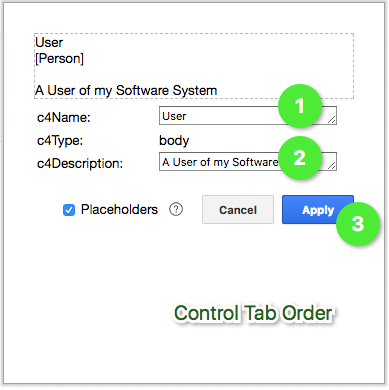 User
[Person]
A User of my Software System
c4Name: User 1
c4Type: body
c4Description: A User of my Software 2
Placeholders ? Cancel Apply
3
Control Tab Order